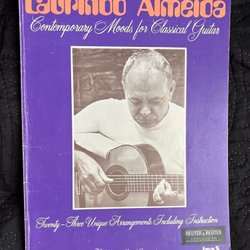 Laurindo Almeida
Contemporary Moods for Classical Guitar
Twenty-Three Unique Arrangements Including Instruction